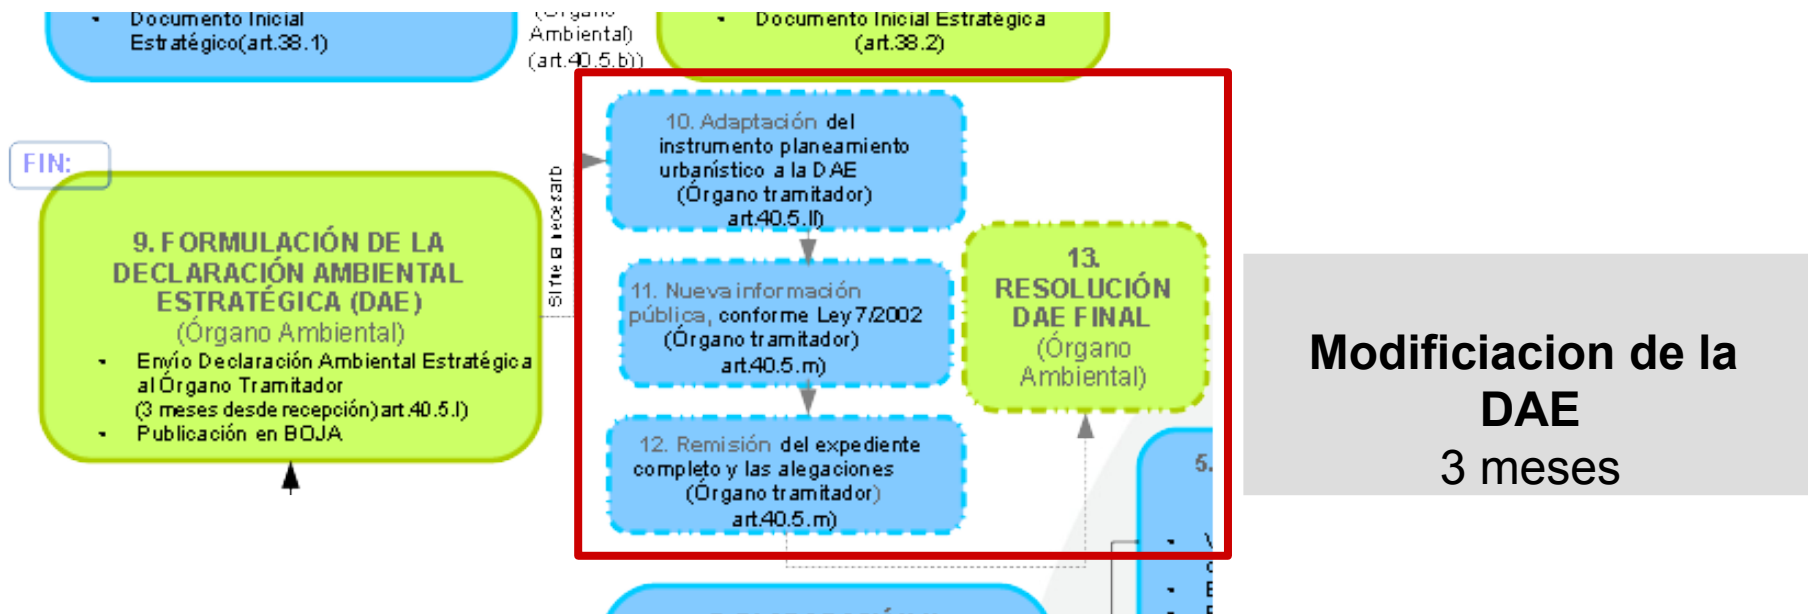 Documento Inicial
Estratégico(art.38.1)
(Órgano
Ambiental)
(art.40.5.b))
Documento Inicial Estratégica
(art.38.2)
FIN:
9. FORMULACIÓN DE LA
DECLARACIÓN AMBIENTAL
ESTRATÉGICA (DAE)
(Órgano Ambiental)
Envío Declaración Ambiental Estratégica
al Órgano Tramitador
(3 meses desde recepción)art.40.5.l)
Publicación en BOJA
Si fuera necesario
10. Adaptación del
instrumento planeamiento
urbanístico a la DAE
(Órgano tramitador)
art.40.5.ll)
11. Nueva información
pública, conforme Ley 7/2002
(Órgano tramitador)
art.40.5.m)
12. Remisión del expediente
completo y las alegaciones
(Órgano tramitador)
art.40.5.m)
13.
RESOLUCIÓN
DAE FINAL
(Órgano
Ambiental)
5.
Modificiacion de la
DAE
3 meses